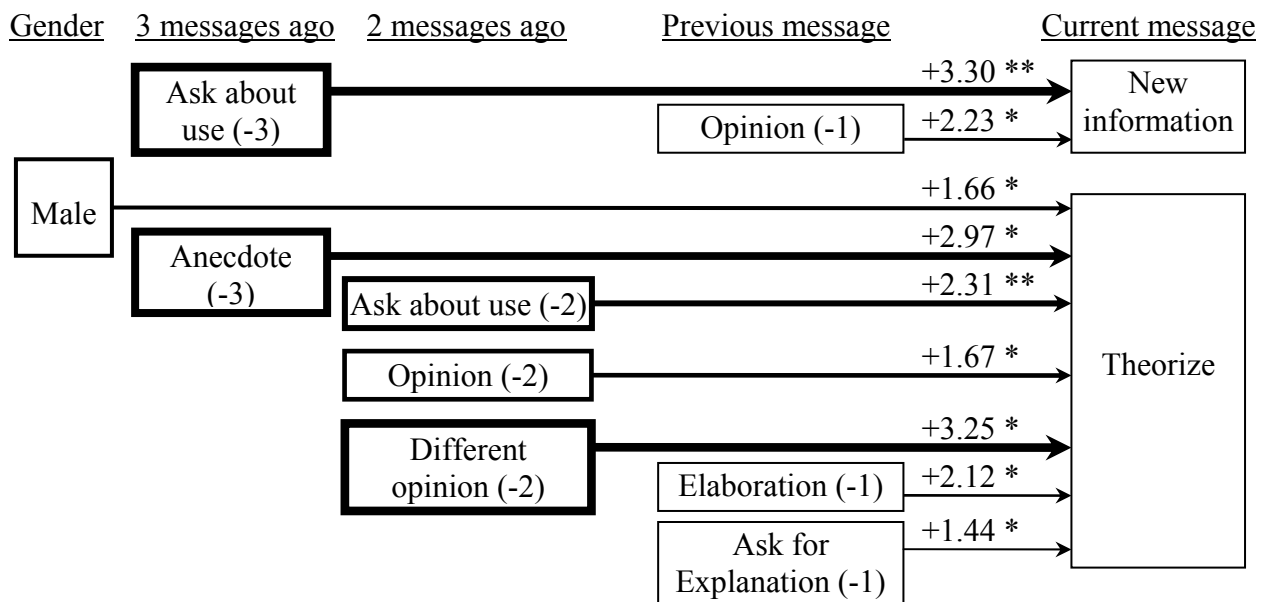 Gender 3 messages ago 2 messages ago Previous message Current message
Ask about
use (-3)
+3.30 **
New
information
Opinion (-1)
+2.23 *
Male
+1.66 *
Anecdote
(-3)
+2.97 *
Ask about use (-2)
+2.31 **
Opinion (-2)
+1.67 *
Theorize
Different
opinion (-2)
+3.25 *
Elaboration (-1)
+2.12 *
Ask for
Explanation (-1)
+1.44 *